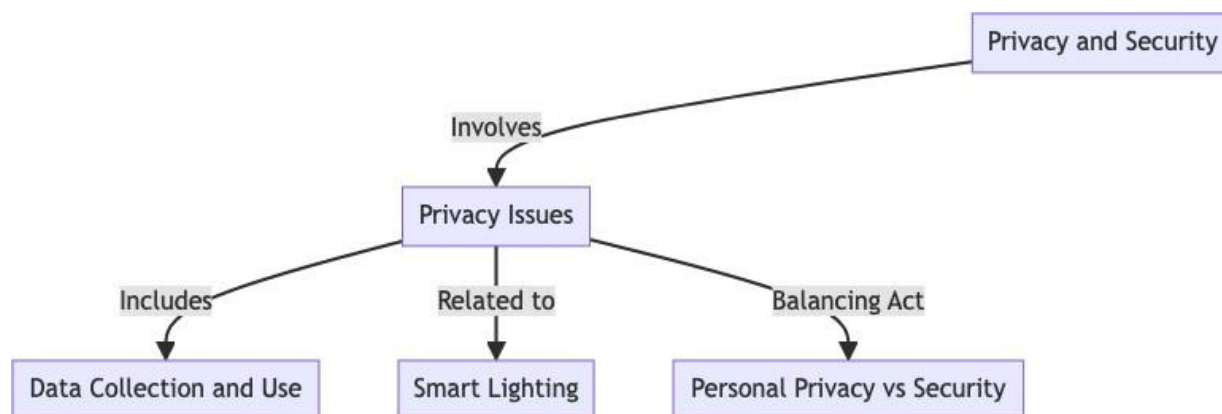 Privacy and Security
Involves
Privacy Issues
Includes
Related to
Balancing Act
Data Collection and Use
Smart Lighting
Personal Privacy vs Security